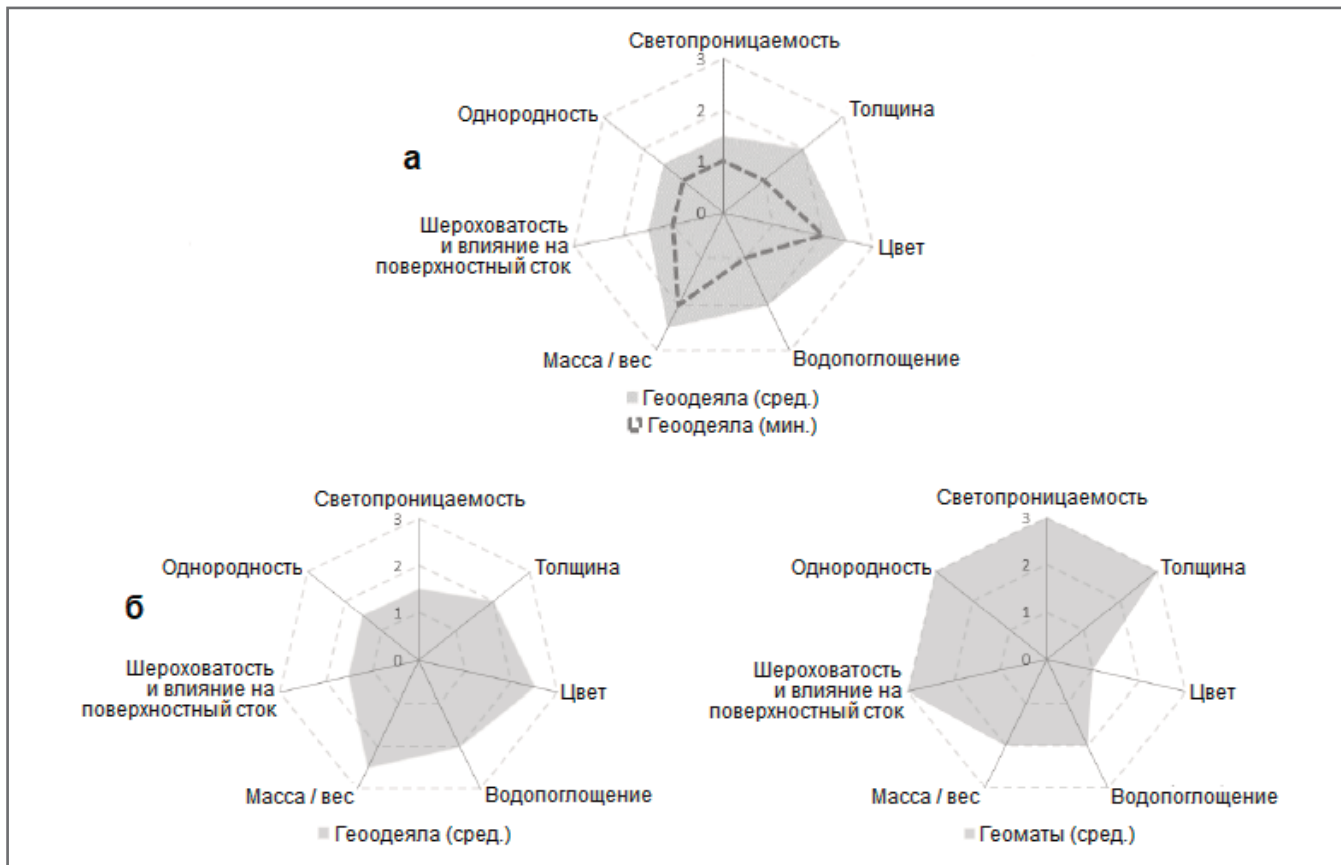 Светопроницаемость
3
Однородность
2
Толщина
а
1
0
Шероховатость
и влияние на
поверхностный сток
Цвет
Масса / вес
Водопоглощение
Геоодеяла (сред.)
Геоодеяла (мин.)
б
Светопроницаемость
3
Однородность
2
Толщина
1
0
Шероховатость
и влияние на
поверхностный сток
Цвет
Масса / вес
Водопоглощение
Геоодеяла (сред.)
Светопроницаемость
3
Однородность
2
Толщина
1
0
Шероховатость
и влияние на
поверхностный сток
Цвет
Масса / вес
Водопоглощение
Геоматы (сред.)